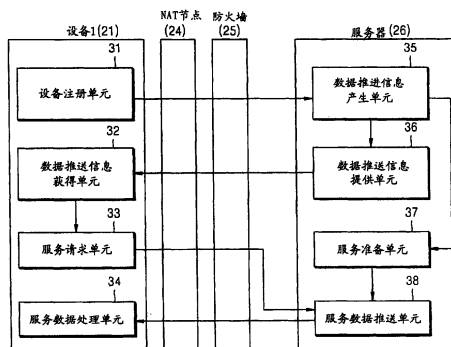 设备1(21)
NAT节点
(24)
防火墙
(25)
服务器(26)
31
设备注册单元
35
数据推进信息
产生单元
32
数据推送信息
获得单元
36
数据推送信息
提供单元
33
服务请求单元
37
服务准备单元
34
服务数据处理单元
38
服务数据推送单元